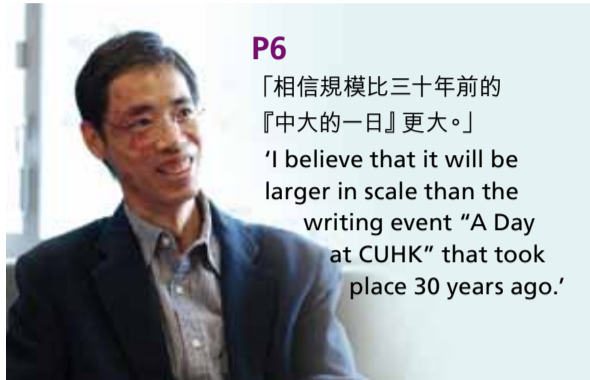 P6
「相信規模比三十年前的
『中大的一日』更大。」
‘I believe that it will be
larger in scale than the
writing event “A Day
at CUHK” that took
place 30 years ago.’